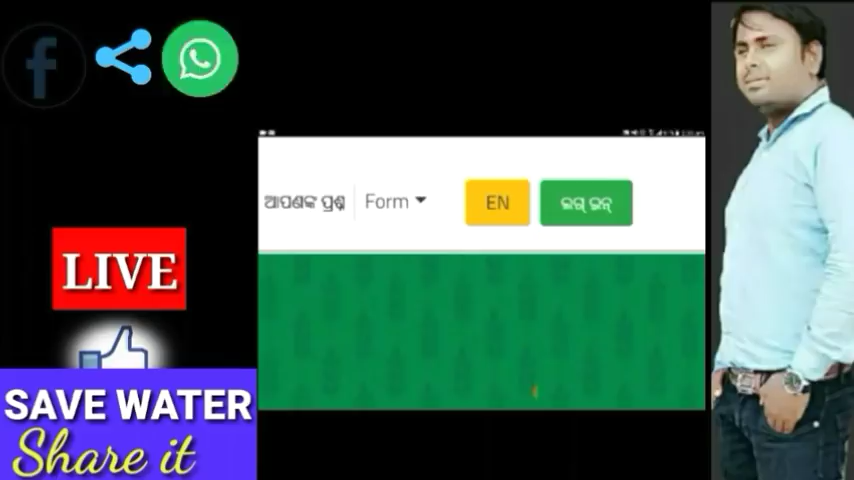 ଆପଣଙ୍କ ପ୍ରଶ୍ନ
Form
EN
ଲଗ୍ ଇନ୍
LIVE
SAVE WATER
Share it